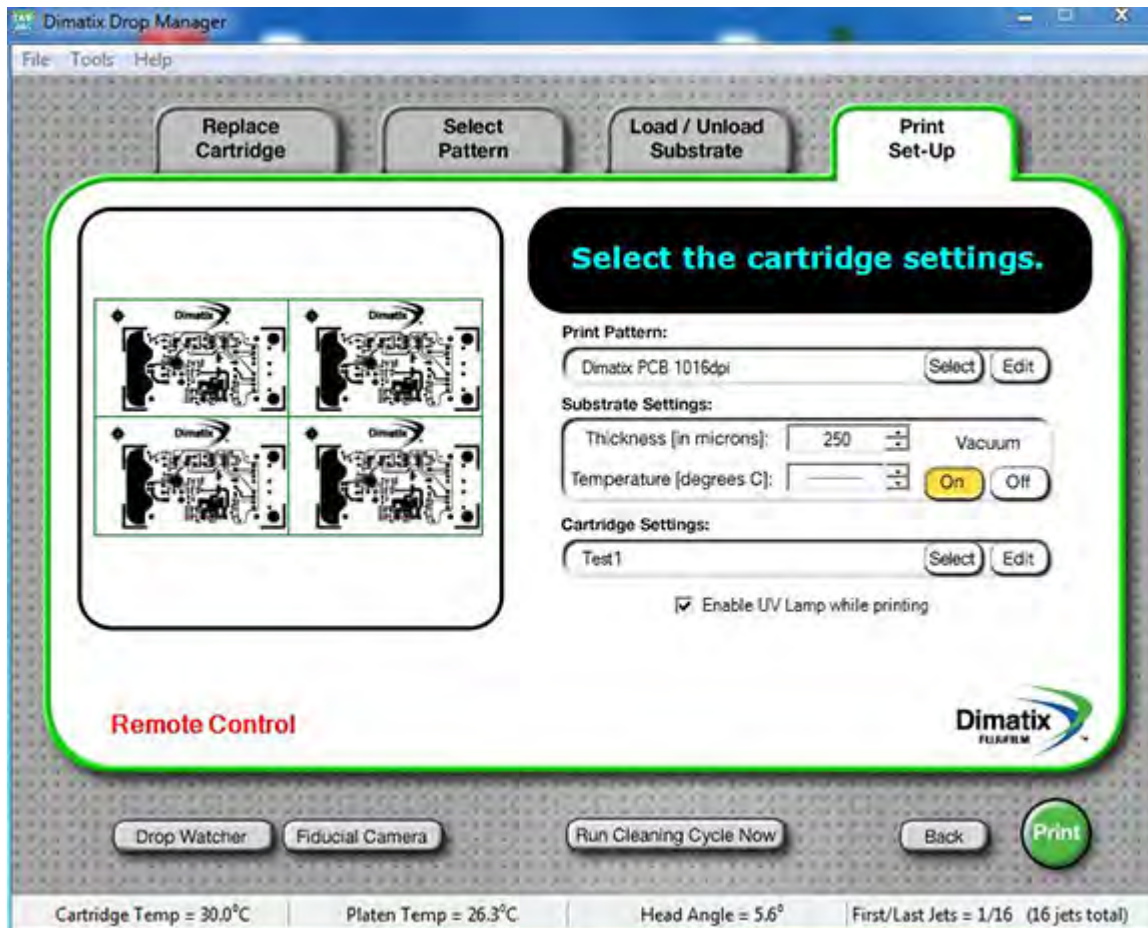 Dimatix Drop Manager
File Tools Help
Replace Cartridge
Select Pattern
Load / Unload Substrate
Print Set-Up
Select the cartridge settings.
Dimatix Dimatix
Dimatix Dimatix
Print Pattern:
Dimatix PCB 1016dpi Select Edit
Substrate Settings:
Thickness [in microns]: 250 Vacuum
Temperature [degrees C]: On Off
Cartridge Settings:
Test1 Select Edit
Enable UV Lamp while printing
Remote Control
Dimatix
FUJIFILM
Drop Watcher Fiducial Camera Run Cleaning Cycle Now Back Print
Cartridge Temp = 30.0°C Platen Temp = 26.3°C Head Angle = 5.6° First/Last Jets = 1/16 (16 jets total)